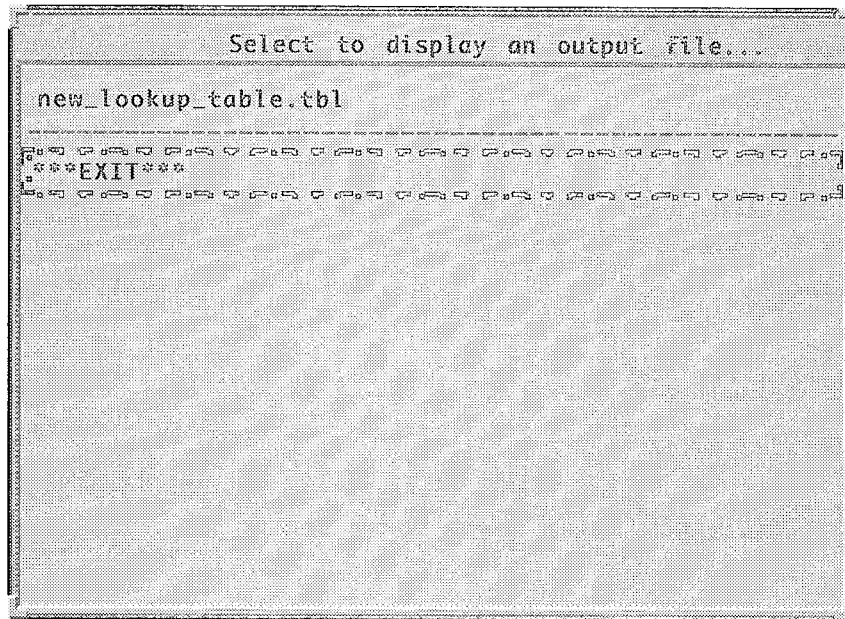 Select to display an output file...
new_lookup_table.tbl
***EXIT***